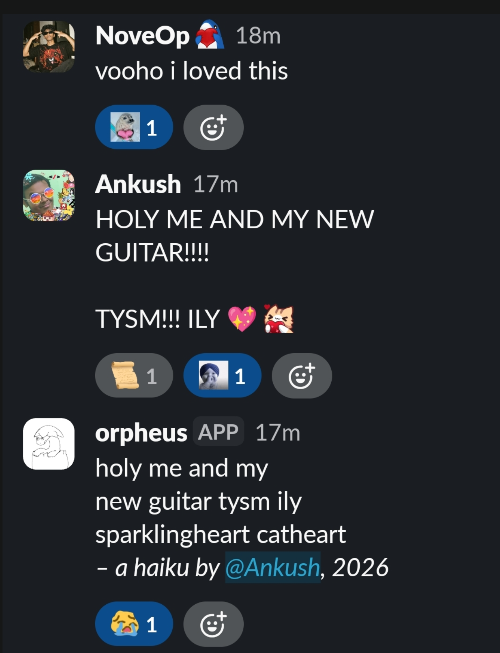 NoveOp 18m
vooho i loved this
1
Ankush 17m
HOLY ME AND MY NEW
GUITAR!!!!
TYSM!!! ILY 💖
1 1
orpheus APP 17m
holy me and my
new guitar tysm ily
sparklingheart catheart
– a haiku by @Ankush, 2026
1